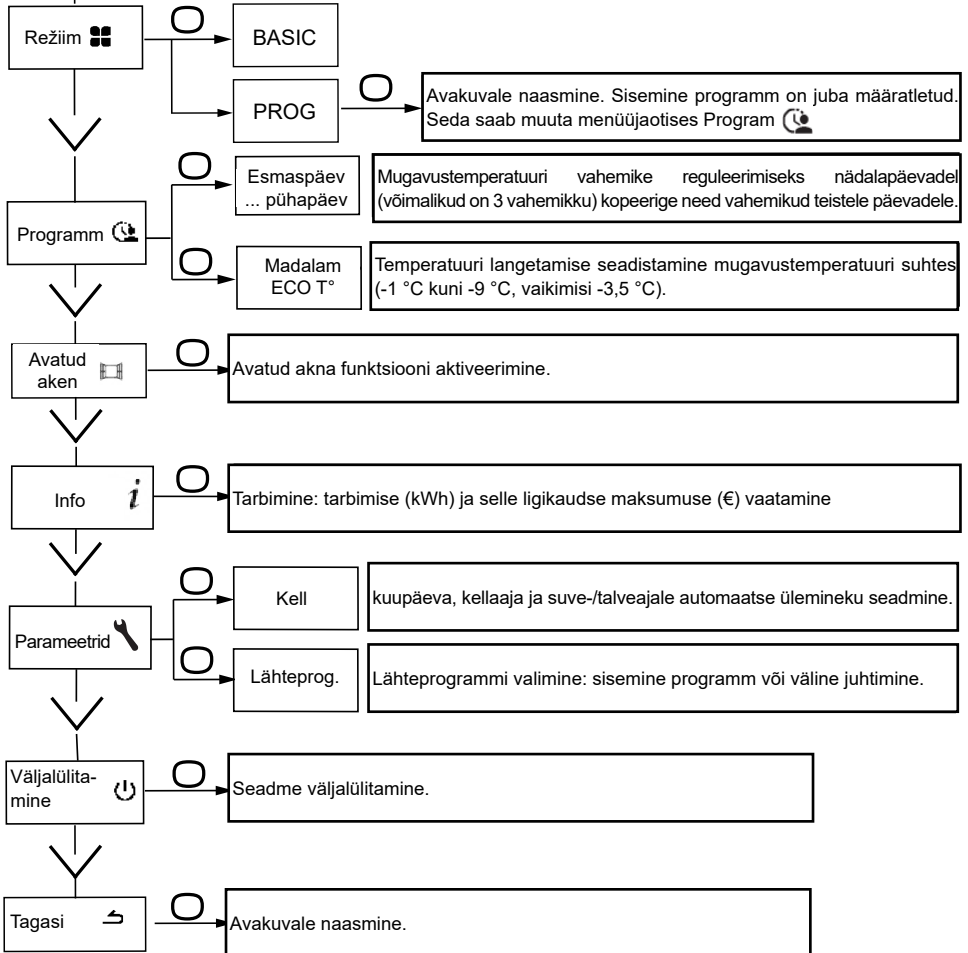 Režiim
BASIC
PROG
Avakuvale naasmine. Sisemine programm on juba määratletud.
Seda saab muuta menüüjaotises Program
Programm
Esmaspäev
... pühapäev
Mugavustemperatuuri vahemike reguleerimiseks nädalapäevadel
(võimalikud on 3 vahemikku) kopeerige need vahemikud teistele päevadele.
Madalam
ECO T°
Temperatuuri langetamise seadistamine mugavustemperatuuri suhtes
(-1 °C kuni -9 °C, vaikimisi -3,5 °C).
Avatud
aken
Avatud akna funktsiooni aktiveerimine.
Info i
Tarbimine: tarbimise (kWh) ja selle ligikaudse maksumuse (€) vaatamine
Parameetrid
Kell
kuupäeva, kellaaja ja suve-/talveajale automaatse ülemineku seadmine.
Lähteprog.
Lähteprogrammi valimine: sisemine programm või väline juhtimine.
Väljalülita-
mine
Seadme väljalülitamine.
Tagasi
Avakuvale naasmine.